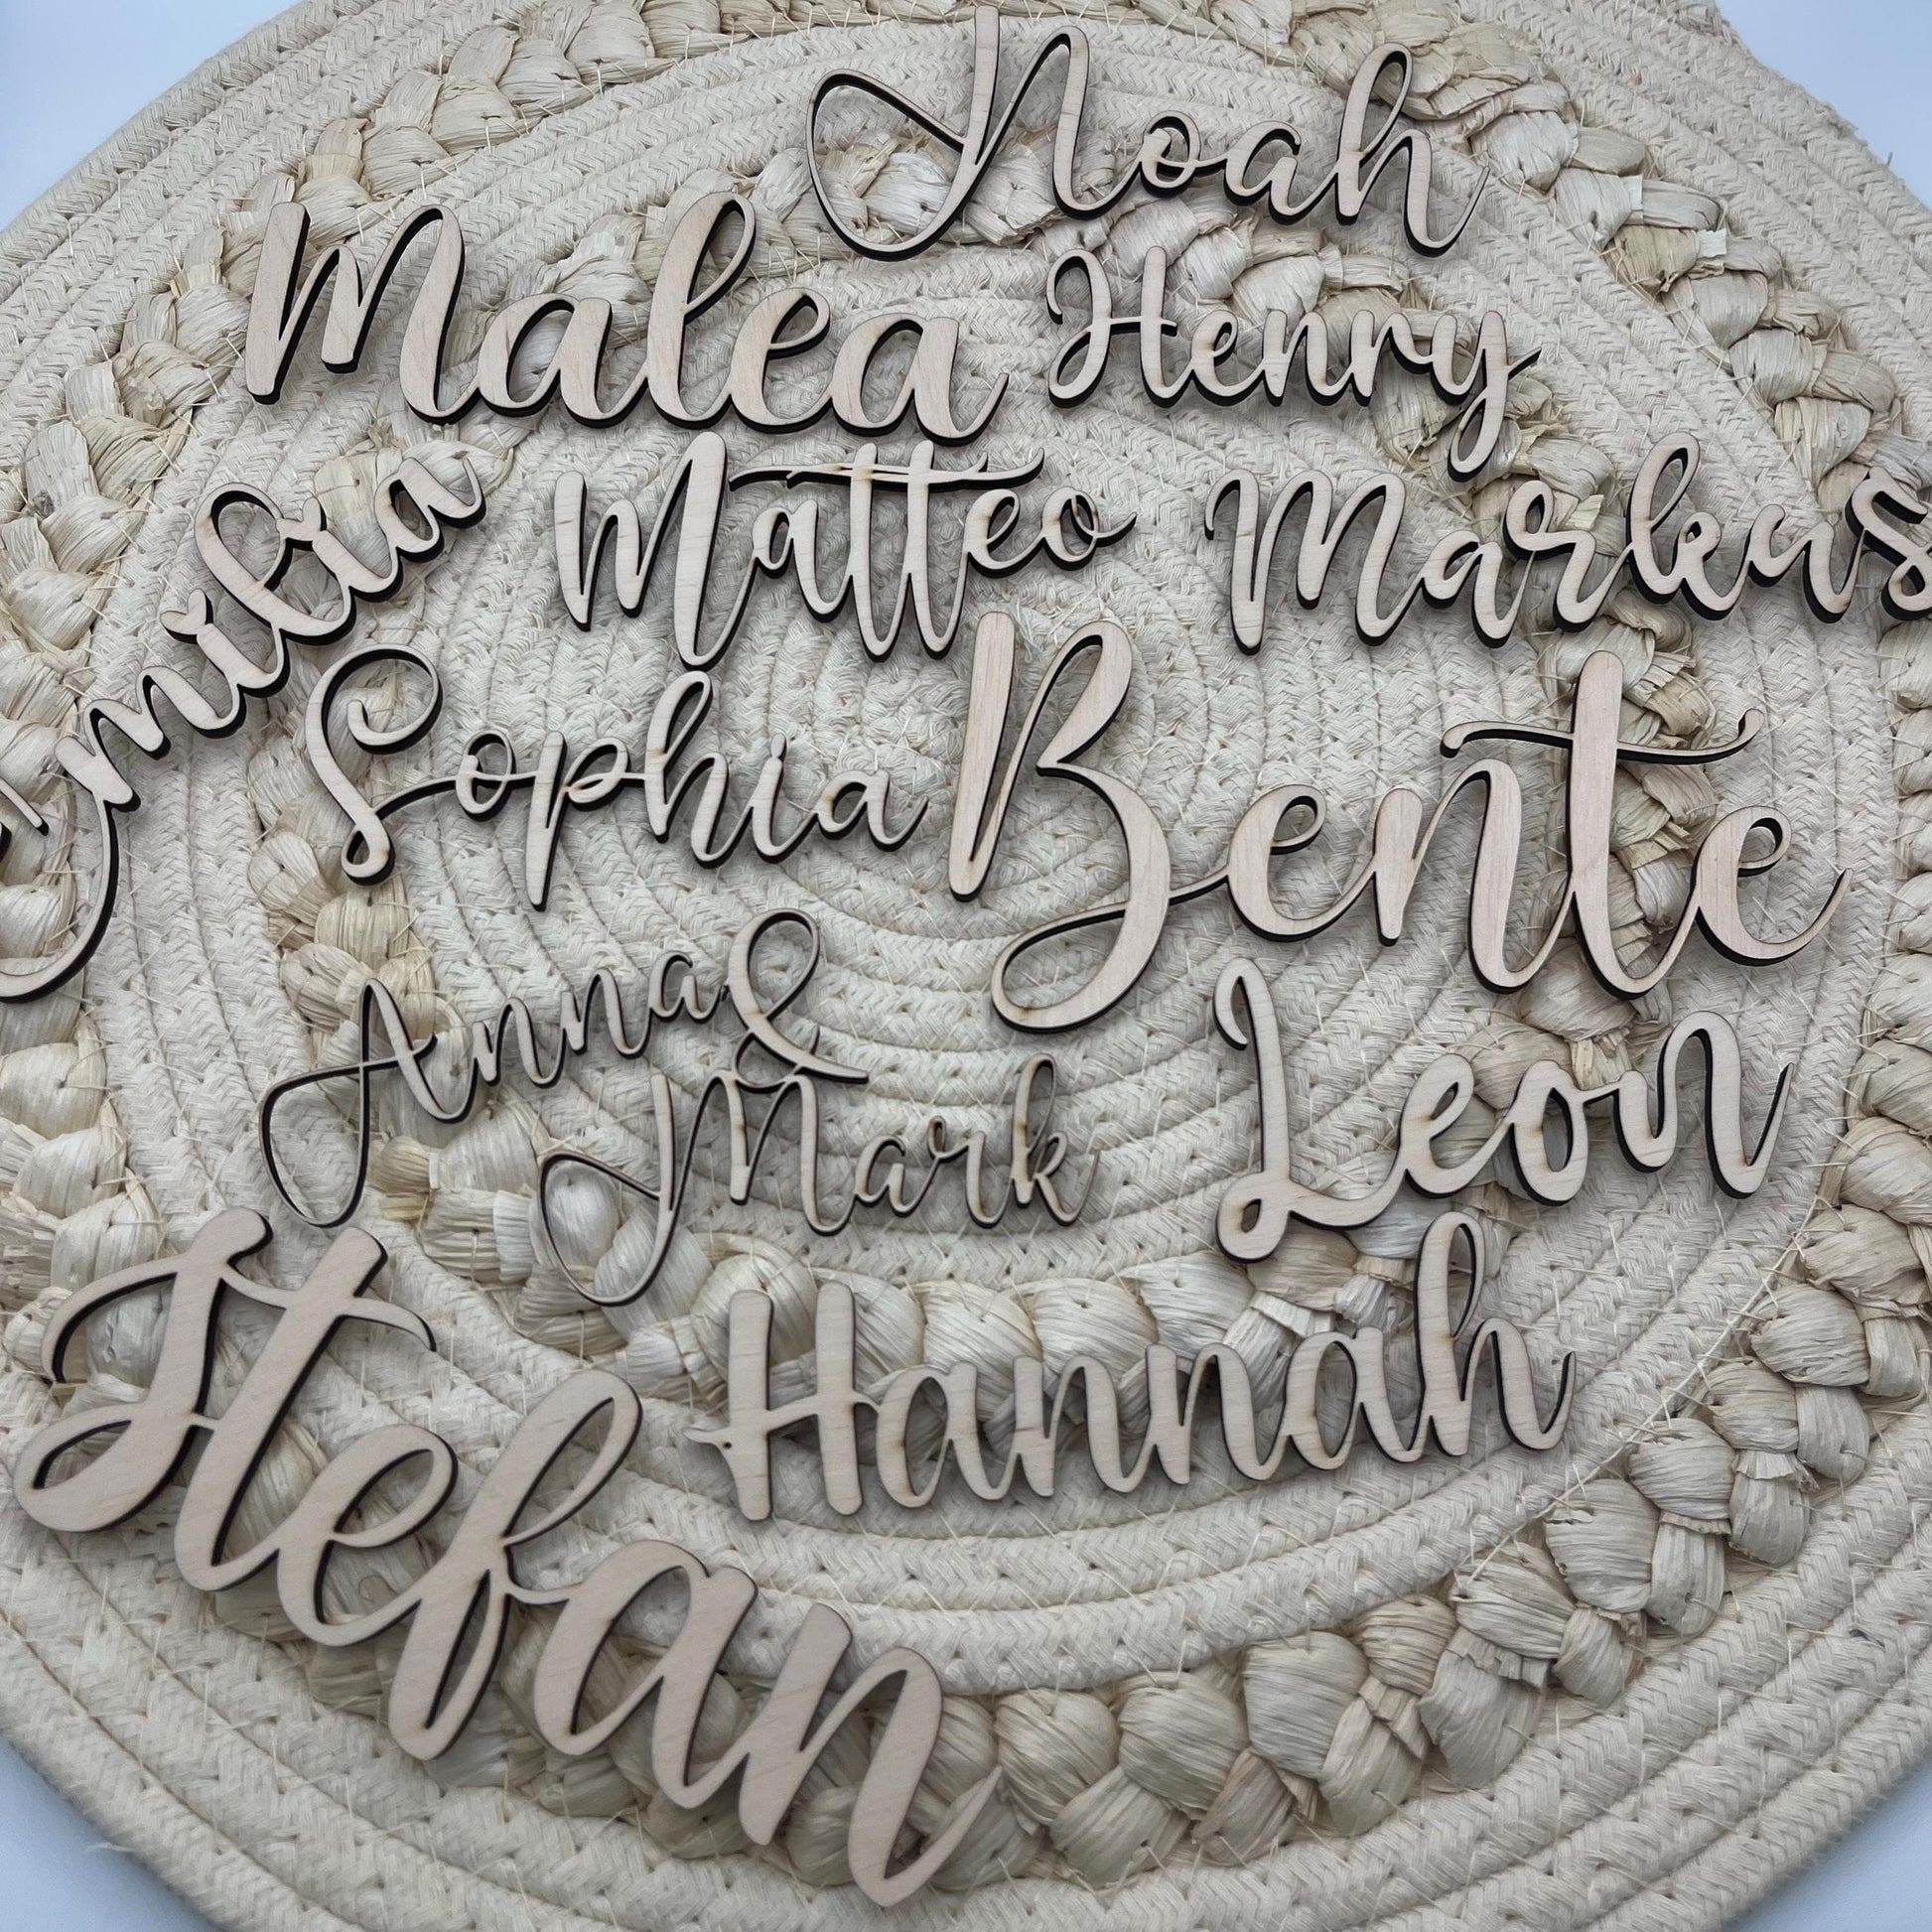 Noah
Malea
Henry
Emilia
Matteo
Markus
Sophia
Bente
Anna &
Mark
Leon
Hannah
Stefan